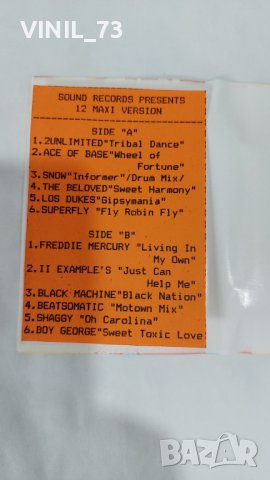 VINIL_73
SOUND RECORDS PRESENTS
12 MAXI VERSION
SIDE "A"
1.2UNLIMITED"Tribal Dance"
2.ACE OF BASE"Wheel of
Fortune"
3.SNOW"Informer"/Drum Mix/
4.THE BELOVED"Sweet Harmony"
5.LOS DUKES"Gipsymania"
6.SUPERFLY "Fly Robin Fly"
SIDE "B"
1.FREDDIE MERCURY "Living In
My Own"
2.II EXAMPLE'S "Just Can
Help Me"
3.BLACK MACHINE"Black Nation"
4.BEATSOMATIC "Motown Mix"
5.SHAGGY "Oh Carolina"
6.BOY GEORGE"Sweet Toxic Love
BAZAR